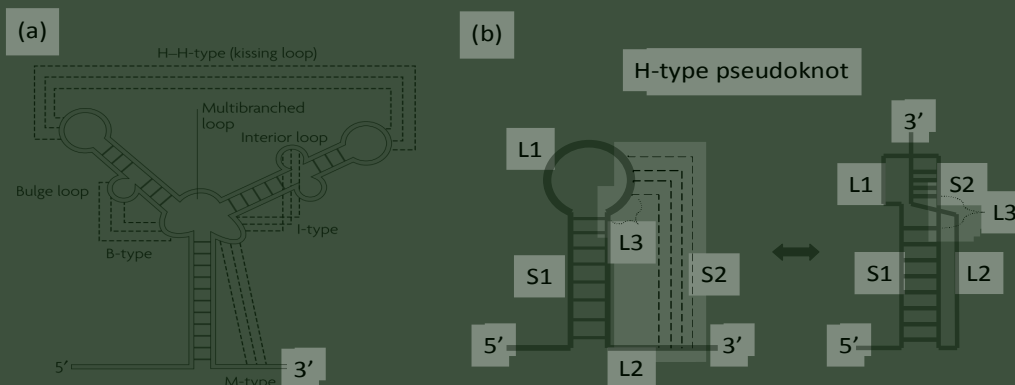 (a)
H–H-type (kissing loop)
Multibranched
loop
Interior loop
Bulge loop
I-type
B-type
5′
M-type
3’
(b)
H-type pseudoknot
L1
L3
S1
S2
5’
3’
L2
3’
L1
S2
L3
S1
L2
5’